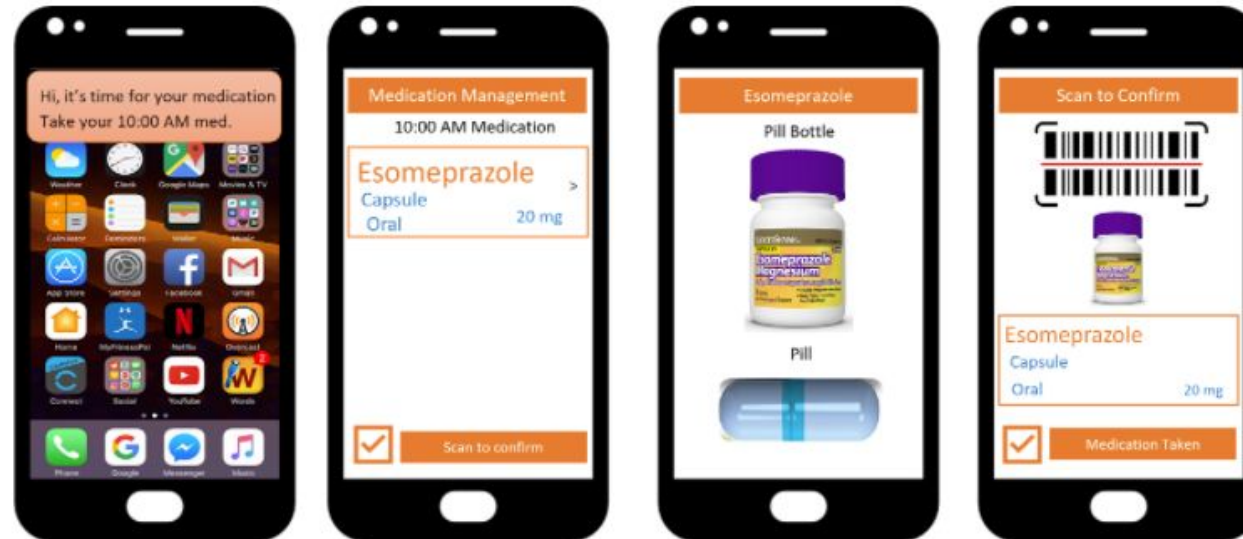 Hi, it's time for your medication
Take your 10:00 AM med.
Weather Clock Google Maps Movies & TV
Calculator Reminders Wallet Music
App Store Settings Facebook Gmail
Home MyFitnessPal Netflix Overcast
2
Connect Social YouTube Words
Phone Google Messenger Music
Medication Management
10:00 AM Medication
Esomeprazole
>
Capsule
Oral 20 mg
Scan to confirm
Esomeprazole
Pill Bottle
Esomeprazole
Magnesium
Pill
Scan to Confirm
Esomeprazole
Capsule
Oral 20 mg
Medication Taken